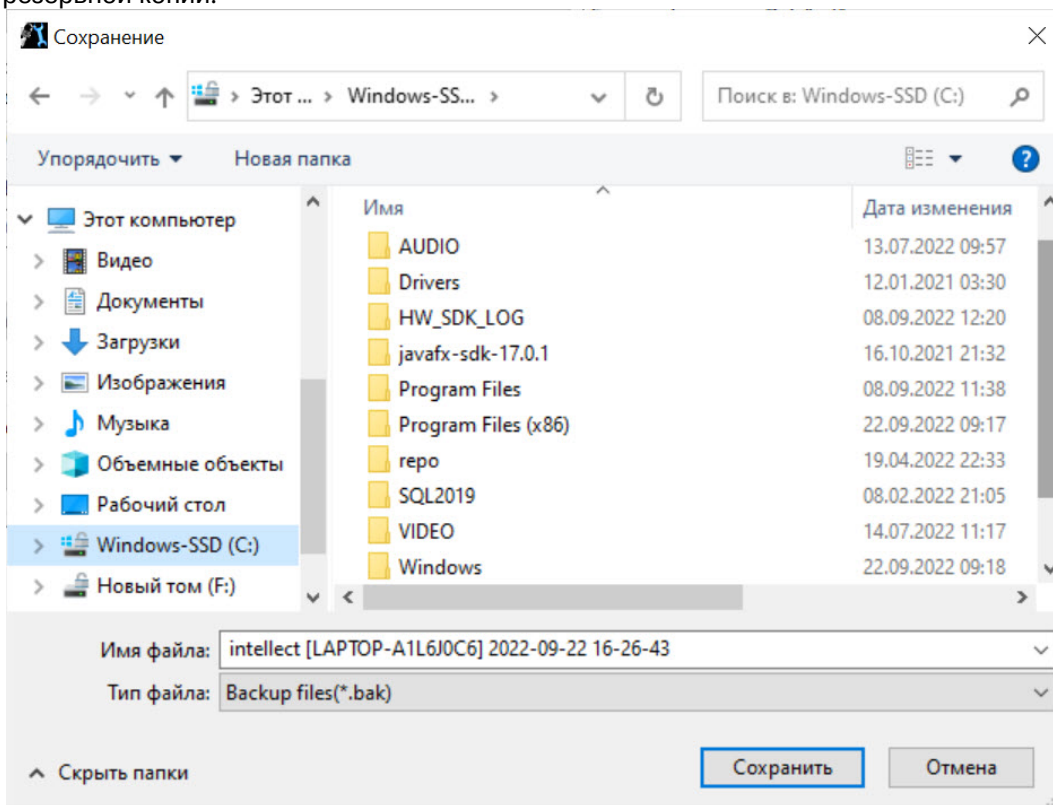 резервной копии.
Сохранение
Этот ... > Windows-SS... >
Поиск в: Windows-SSD (C:)
Упорядочить
Новая папка
Этот компьютер
Видео
Документы
Загрузки
Изображения
Музыка
Объемные объекты
Рабочий стол
Windows-SSD (C:)
Новый том (F:)
Имя Дата изменения
AUDIO 13.07.2022 09:57
Drivers 12.01.2021 03:30
HW_SDK_LOG 08.09.2022 12:20
javafx-sdk-17.0.1 16.10.2021 21:32
Program Files 08.09.2022 11:38
Program Files (x86) 22.09.2022 09:17
repo 19.04.2022 22:33
SQL2019 08.02.2022 21:05
VIDEO 14.07.2022 11:17
Windows 22.09.2022 09:18
Имя файла: intellect [LAPTOP-A1L6J0C6] 2022-09-22 16-26-43
Тип файла: Backup files(*.bak)
Скрыть папки
Сохранить
Отмена